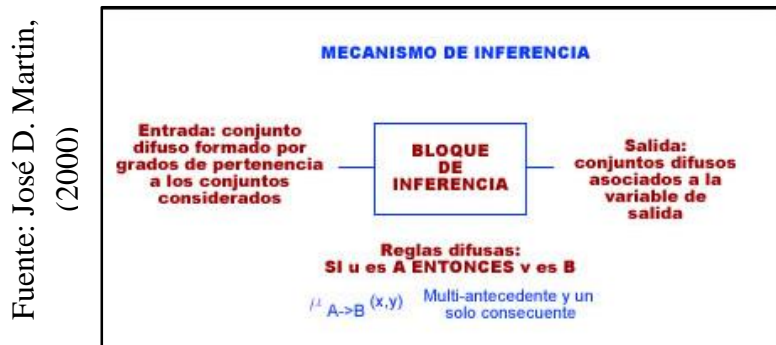 Fuente: José D. Martin,
(2000)
MECANISMO DE INFERENCIA
Entrada: conjunto
difuso formado por
grados de pertenencia
a los conjuntos
considerados
BLOQUE
DE
INFERENCIA
Salida:
conjuntos difusos
asociados a la
variable de
salida
Reglas difusas:
SI u es A ENTONCES v es B
μ A->B (x,y) Multi-antecedente y un
solo consecuente